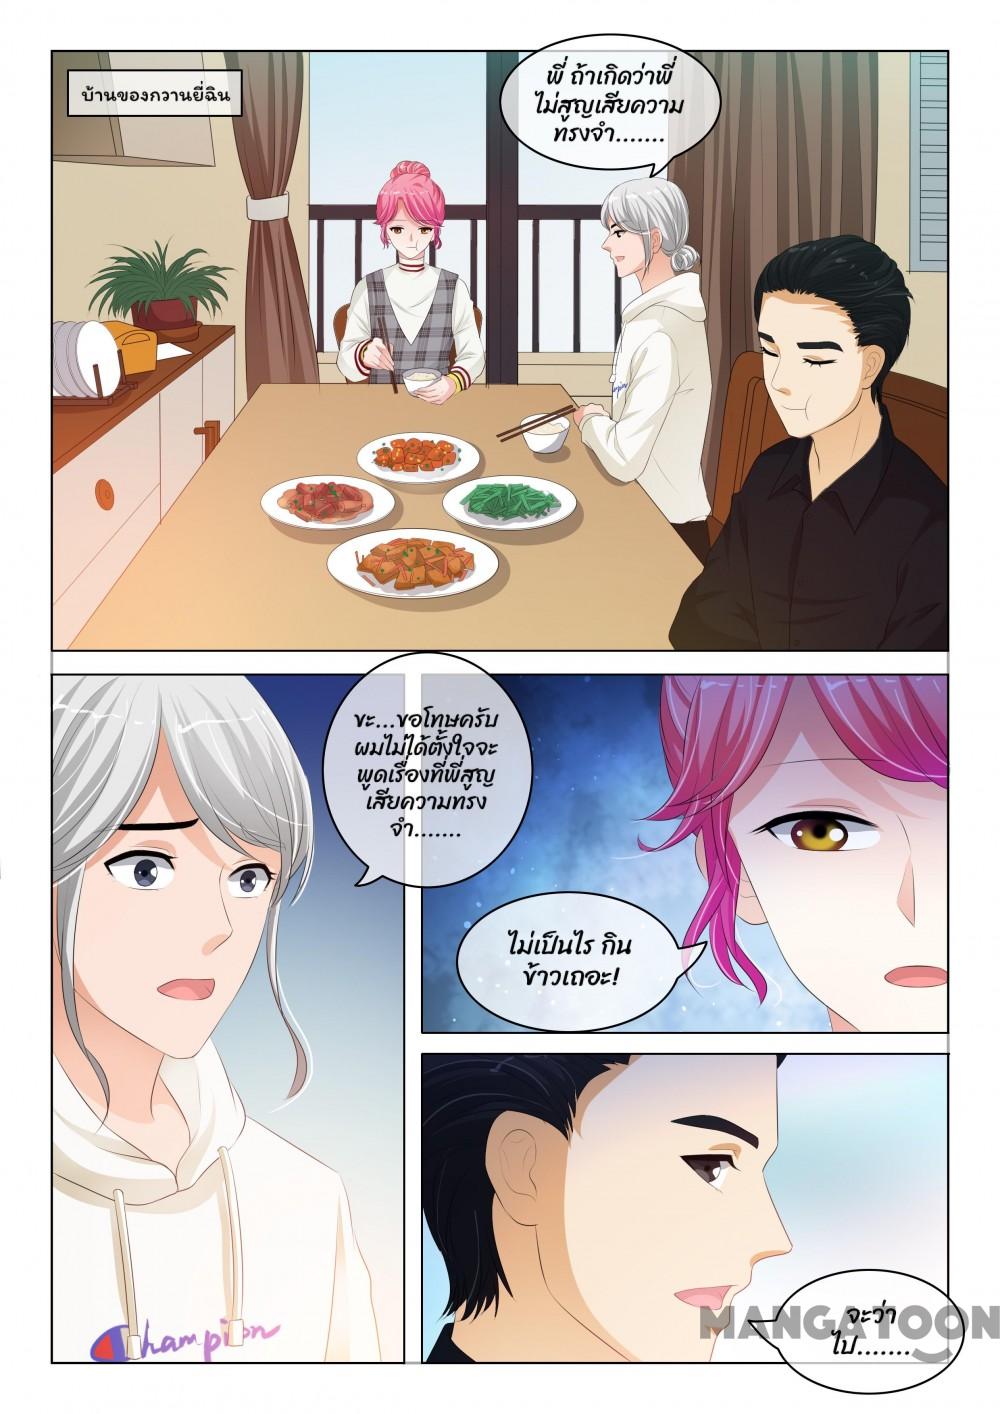 บ้านของกวานยี่ฉิน
พี่ ถ้าเกิดว่าพี่
ไม่สูญเสียความ
ทรงจำ.......
ขะ...ขอโทษครับ
ผมไม่ได้ตั้งใจจะ
พูดเรื่องที่พี่สูญ
เสียความทรง
จำ.......
ไม่เป็นไร กิน
ข้าวเถอะ!
จะว่า
ไป.......
MANGATOON
Champion